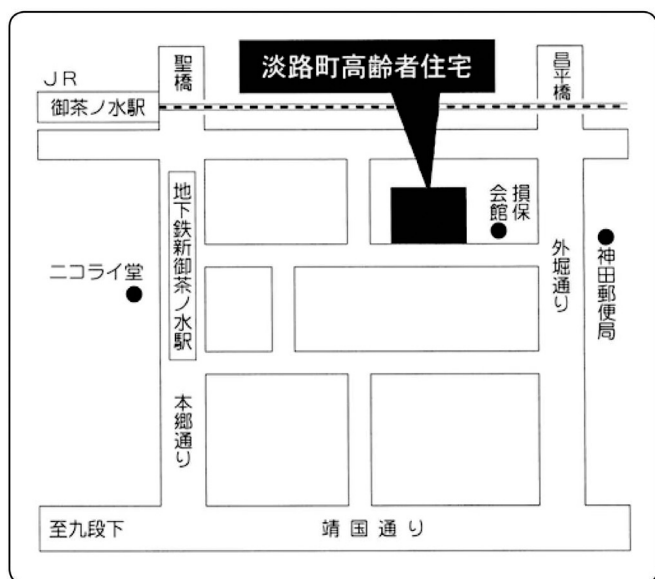 聖橋
淡路町高齢者住宅
昌平橋
JR
御茶ノ水駅
地下鉄新御茶ノ水駅
損保
会館
外堀通り
神田郵便局
ニコライ堂
本郷通り
至九段下
靖国通り